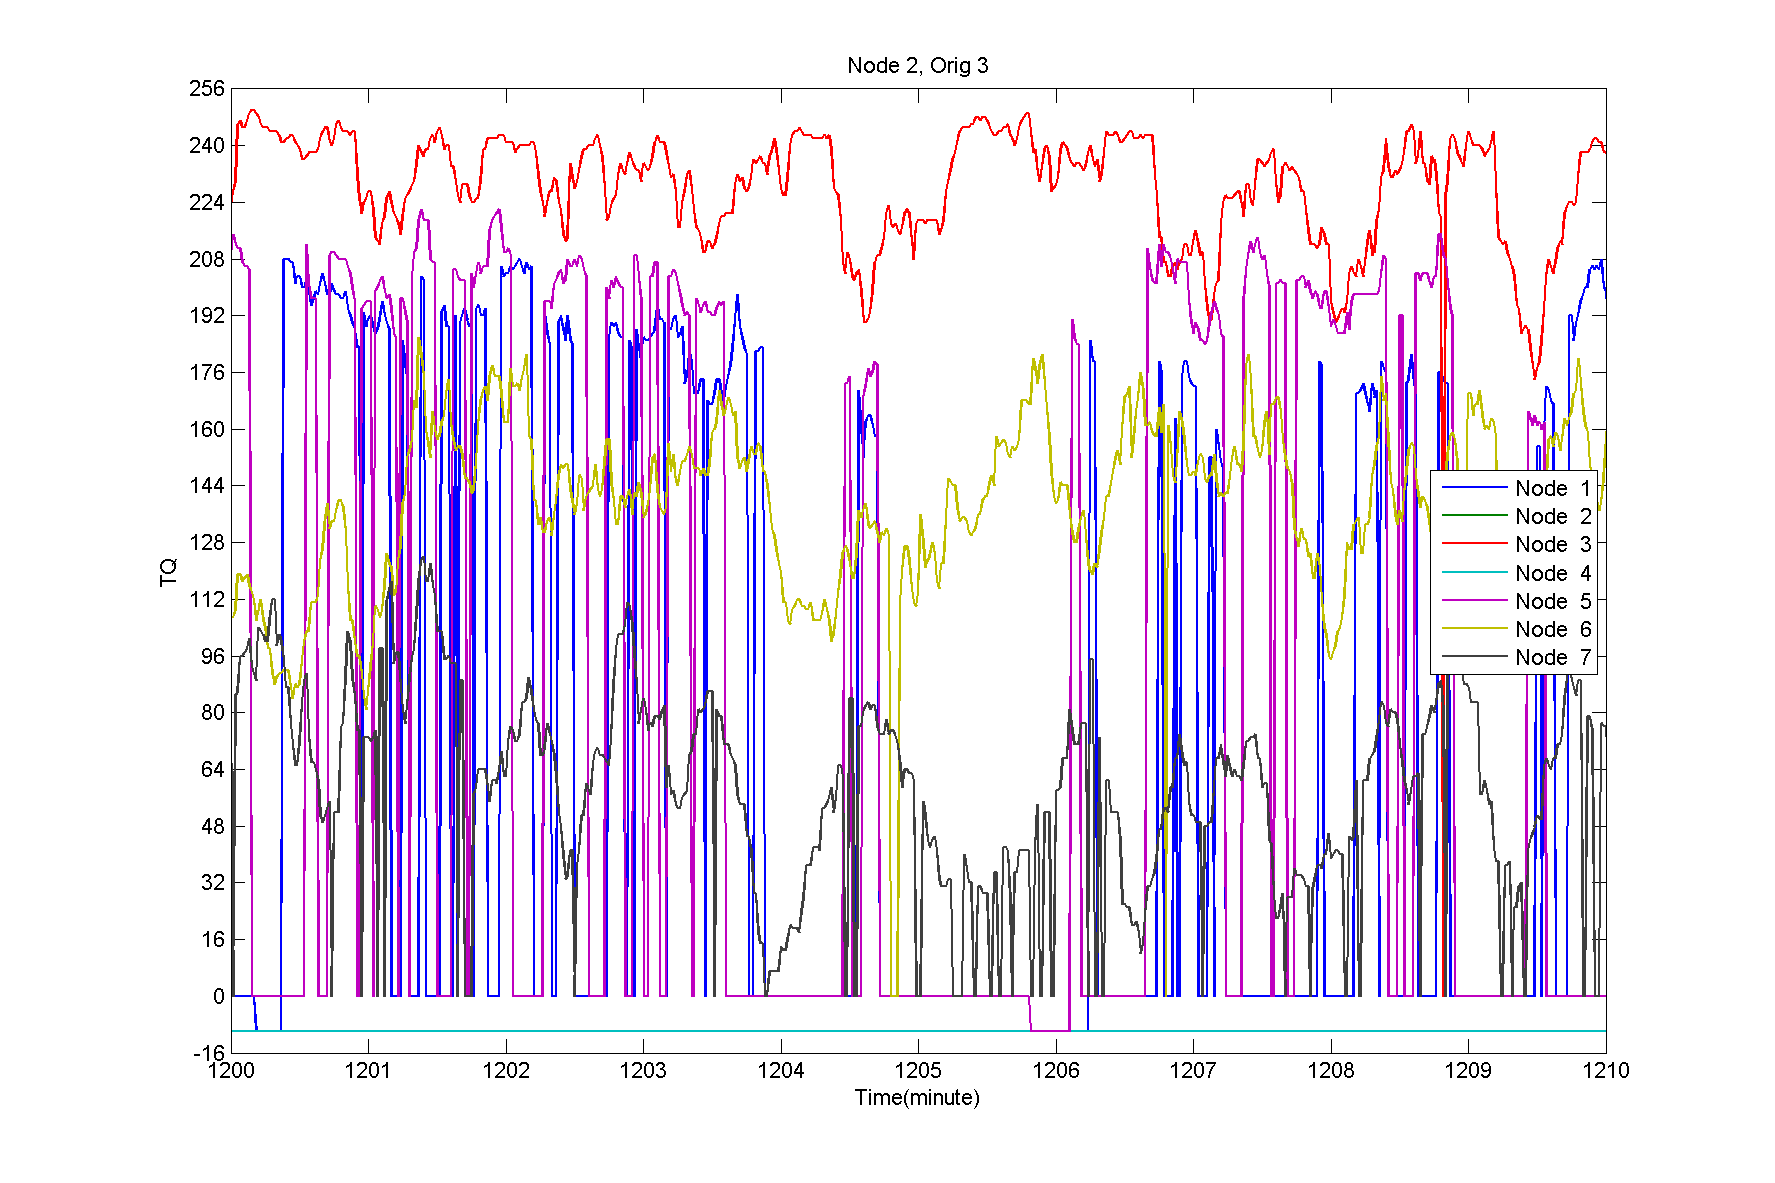 Node 2, Orig 3
256
240
224
208
192
176
160
144
128
112
96
80
64
48
32
16
0
-16
TQ
Node 1
Node 2
Node 3
Node 4
Node 5
Node 6
Node 7
1200 1201 1202 1203 1204 1205 1206 1207 1208 1209 1210
Time(minute)